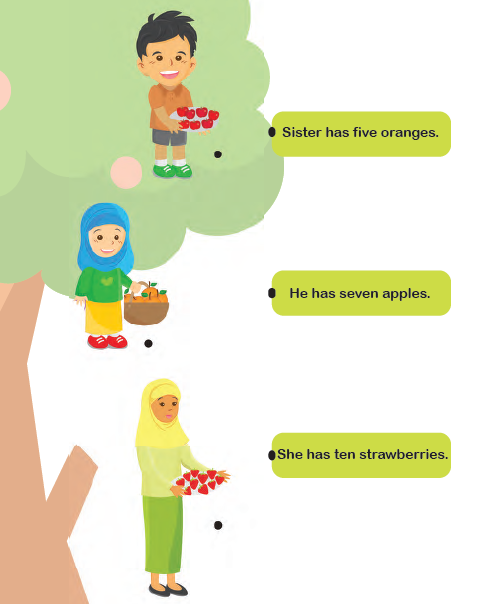 Sister has five oranges.
He has seven apples.
She has ten strawberries.